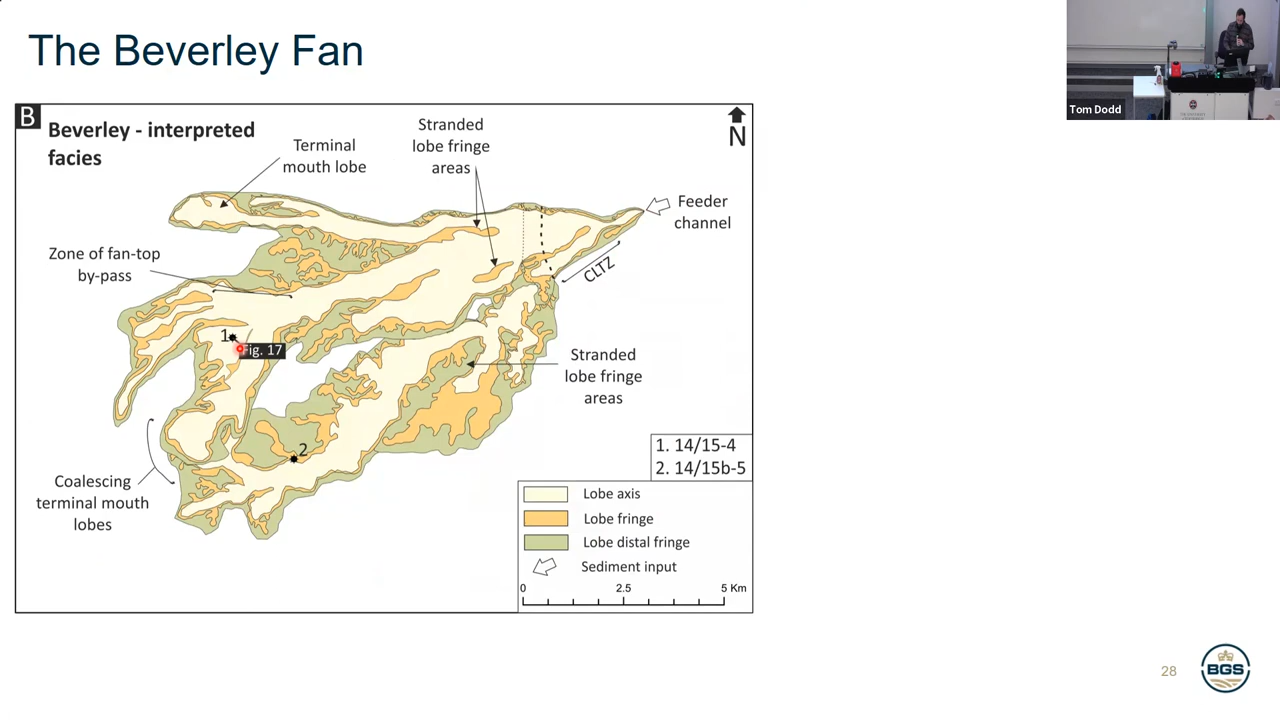 The Beverley Fan
Tom Dodd
B
Beverley - interpreted
facies
Terminal
mouth lobe
Stranded
lobe fringe
areas
N
Feeder
channel
Zone of fan-top
by-pass
CLTZ
1
Fig. 17
Stranded
lobe fringe
areas
2
1. 14/15-4
2. 14/15b-5
Coalescing
terminal mouth
lobes
Lobe axis
Lobe fringe
Lobe distal fringe
Sediment input
0 2.5 5 Km
28
BGS